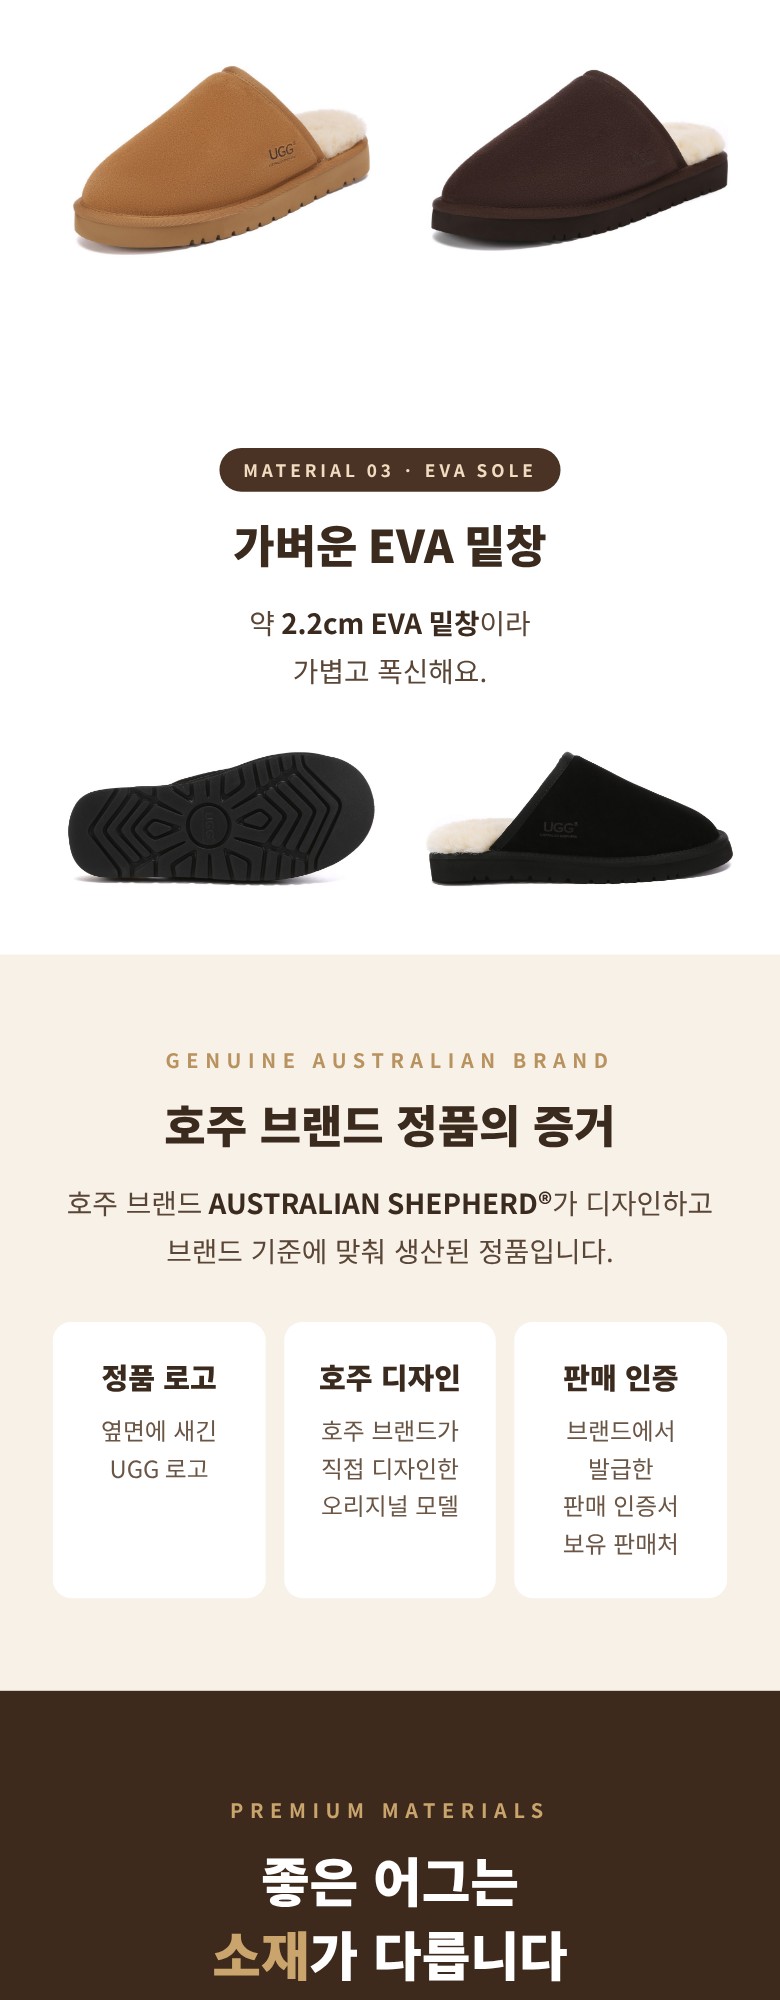 UGG®
MATERIAL 03 · EVA SOLE
가벼운 EVA 밑창
약 2.2cm EVA 밑창이라
가볍고 폭신해요.
UGG®
GENUINE AUSTRALIAN BRAND
호주 브랜드 정품의 증거
호주 브랜드 AUSTRALIAN SHEPHERD®가 디자인하고
브랜드 기준에 맞춰 생산된 정품입니다.
정품 로고
옆면에 새긴
UGG 로고
호주 디자인
호주 브랜드가
직접 디자인한
오리지널 모델
판매 인증
브랜드에서
발급한
판매 인증서
보유 판매처
PREMIUM MATERIALS
좋은 어그는
소재가 다릅니다